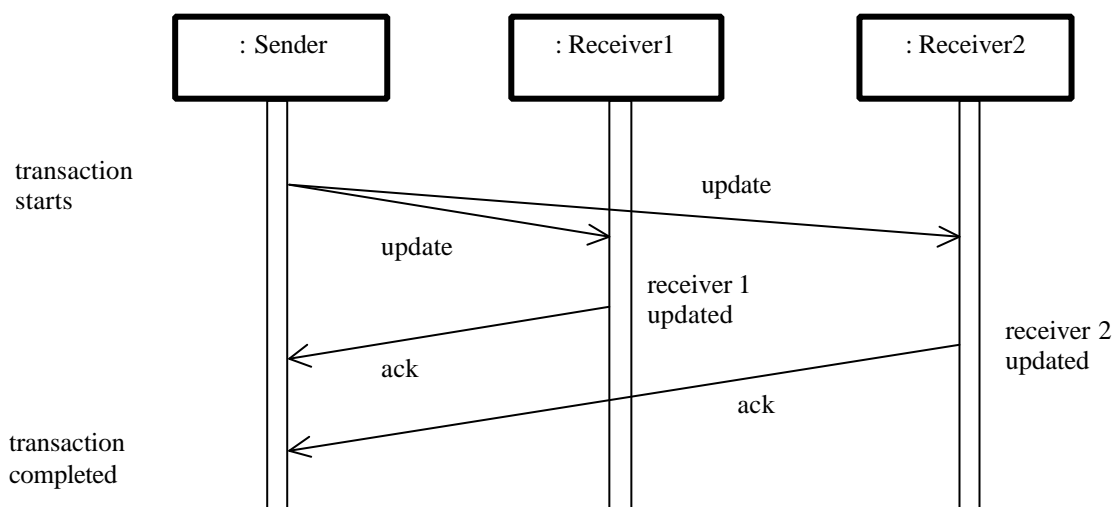 : Sender
: Receiver1
: Receiver2
transaction
starts
update
update
receiver 1
updated
receiver 2
updated
ack
ack
transaction
completed